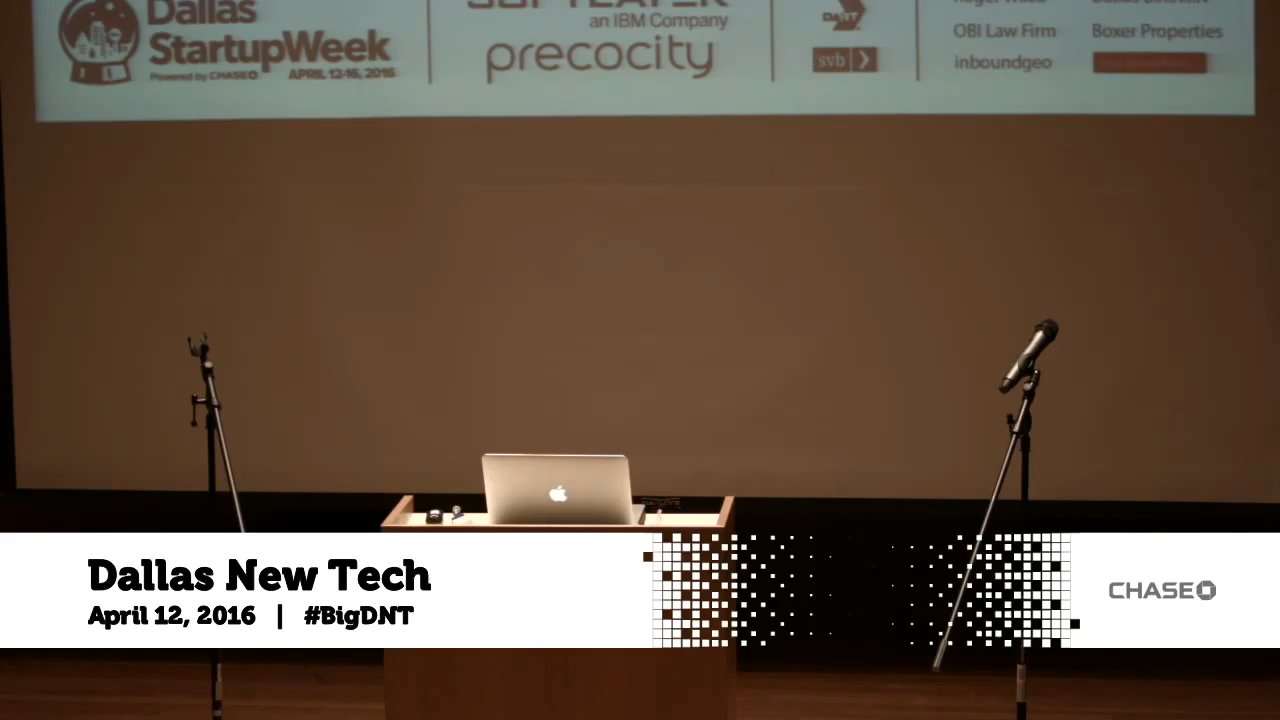 Dallas
StartupWeek
Powered by CHASE
APRIL 12-16, 2016
an IBM Company
precocity
svb
OBI Law Firm
Boxer Properties
inboundgeo
Dallas New Tech
April 12, 2016 | #BigDNT
CHASE